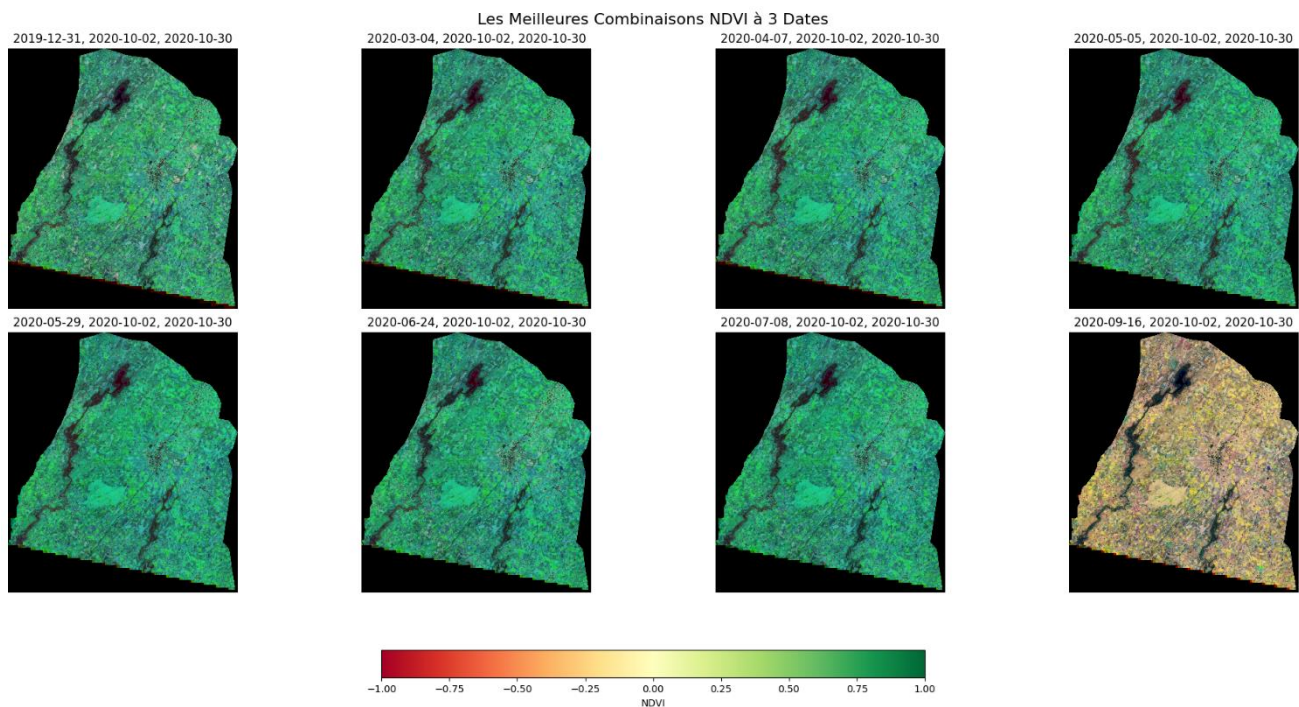 Les Meilleures Combinaisons NDVI à 3 Dates
2019-12-31, 2020-10-02, 2020-10-30
2020-03-04, 2020-10-02, 2020-10-30
2020-04-07, 2020-10-02, 2020-10-30
2020-05-05, 2020-10-02, 2020-10-30
2020-05-29, 2020-10-02, 2020-10-30
2020-06-24, 2020-10-02, 2020-10-30
2020-07-08, 2020-10-02, 2020-10-30
2020-09-16, 2020-10-02, 2020-10-30
−1.00 −0.75 −0.50 −0.25 0.00 0.25 0.50 0.75 1.00
NDVI